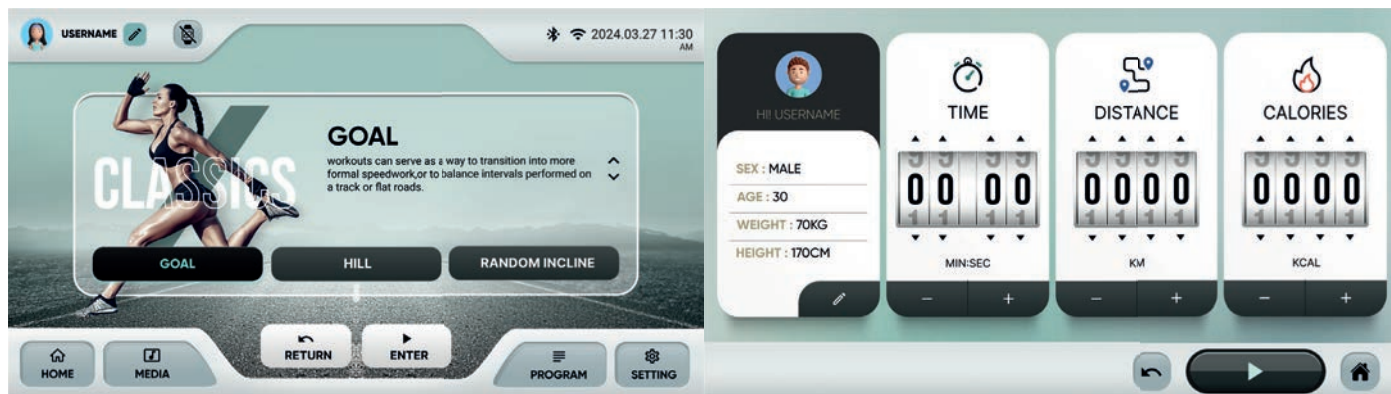 USERNAME
2024.03.27 11:30
AM
CLASSICS
GOAL
workouts can serve as a way to transition into more
formal speedwork,or to balance intervals performed on
a track or flat roads.
GOAL
HILL
RANDOM INCLINE
RETURN
ENTER
HOME
MEDIA
PROGRAM
SETTING
HI! USERNAME
SEX : MALE
AGE : 30
WEIGHT : 70KG
HEIGHT : 170CM
TIME
00 00
MIN:SEC
− +
DISTANCE
0000
KM
− +
CALORIES
0000
KCAL
− +